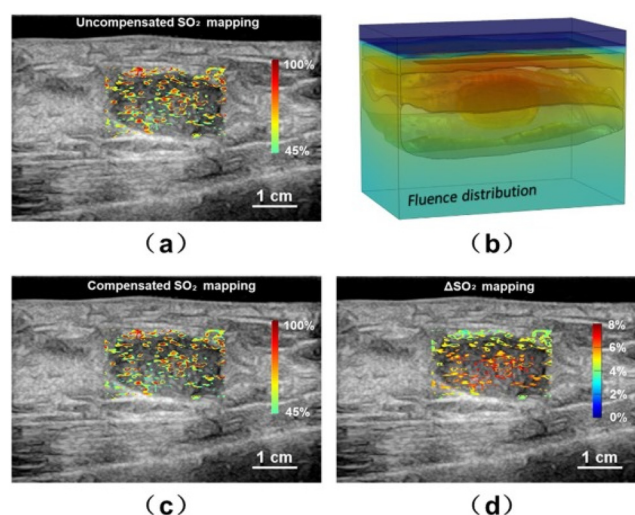 Uncompensated SO₂ mapping
100%
45%
1 cm
(a)
Fluence distribution
(b)
Compensated SO₂ mapping
100%
45%
1 cm
(c)
ΔSO₂ mapping
8%
6%
4%
2%
0%
1 cm
(d)